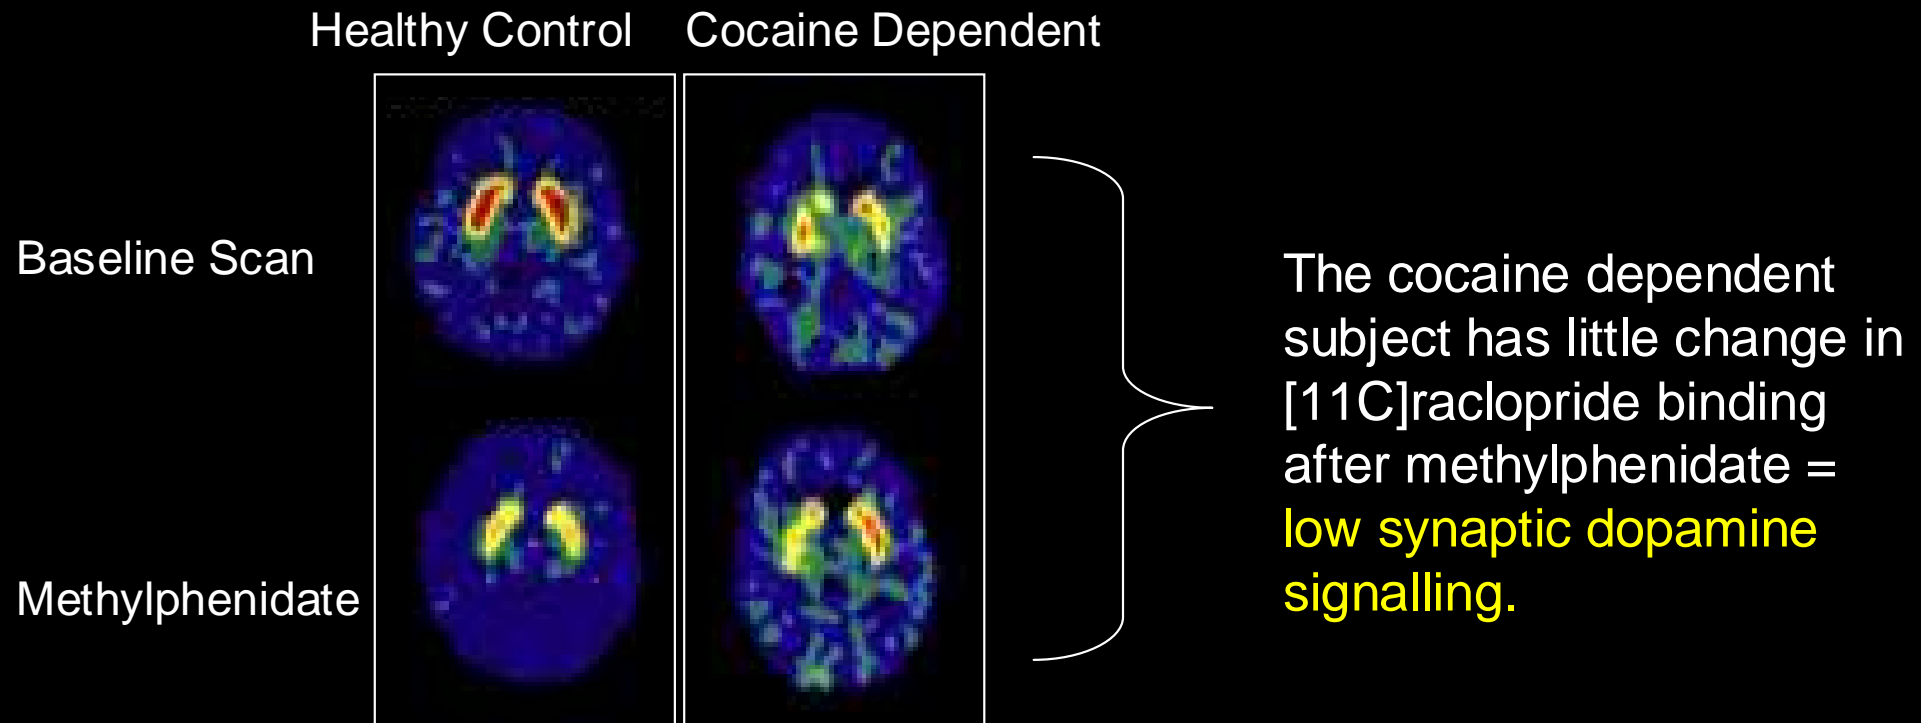 Healthy Control
Cocaine Dependent
Baseline Scan
Methylphenidate
The cocaine dependent
subject has little change in
[11C]raclopride binding
after methylphenidate =
low synaptic dopamine
signalling.